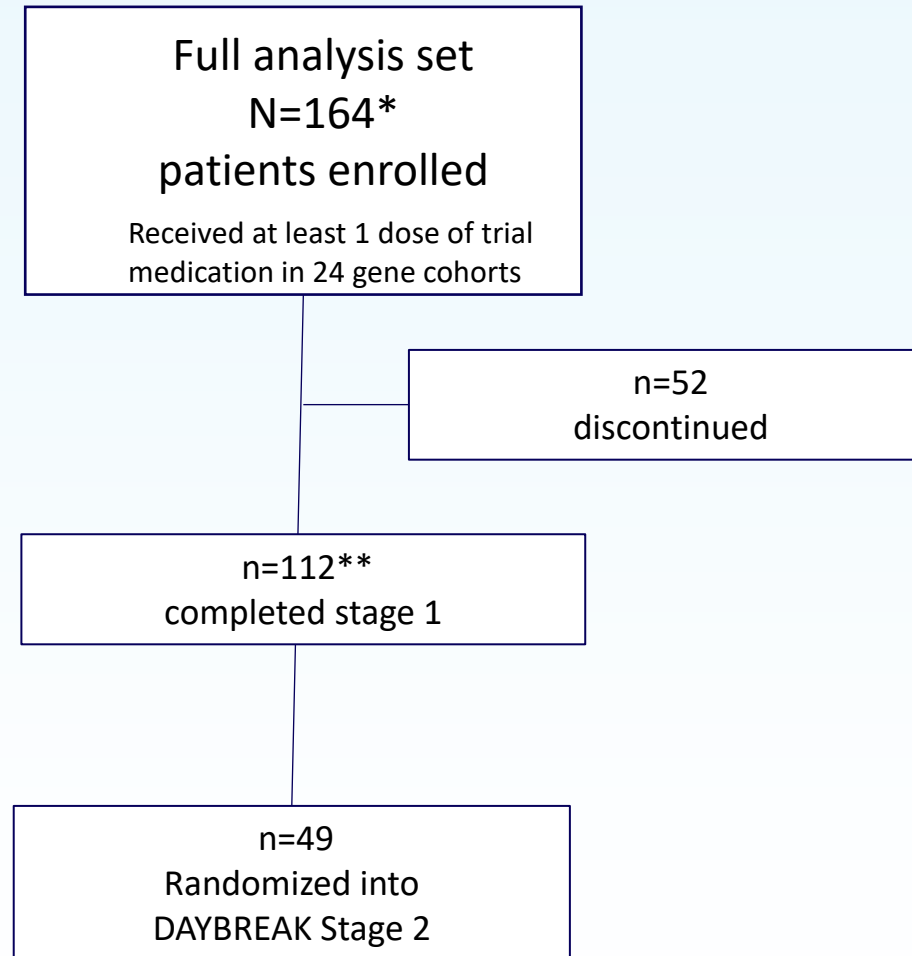 Full analysis set
N=164*
patients enrolled
Received at least 1 dose of trial
medication in 24 gene cohorts
n=52
discontinued
n=112**
completed stage 1
n=49
Randomized into
DAYBREAK Stage 2